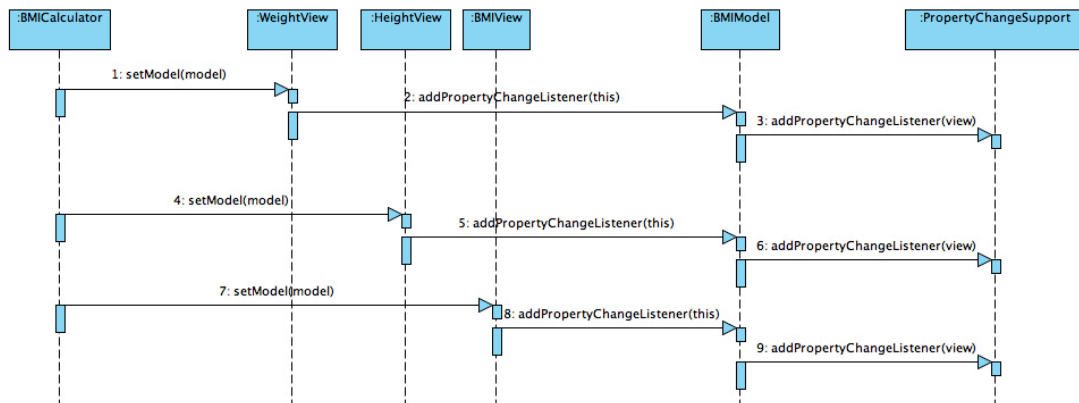 :BMICalculator
:WeightView
:HeightView
:BMIView
:BMIModel
:PropertyChangeSupport
1: setModel(model)
2: addPropertyChangeListener(this)
3: addPropertyChangeListener(view)
4: setModel(model)
5: addPropertyChangeListener(this)
6: addPropertyChangeListener(view)
7: setModel(model)
8: addPropertyChangeListener(this)
9: addPropertyChangeListener(view)